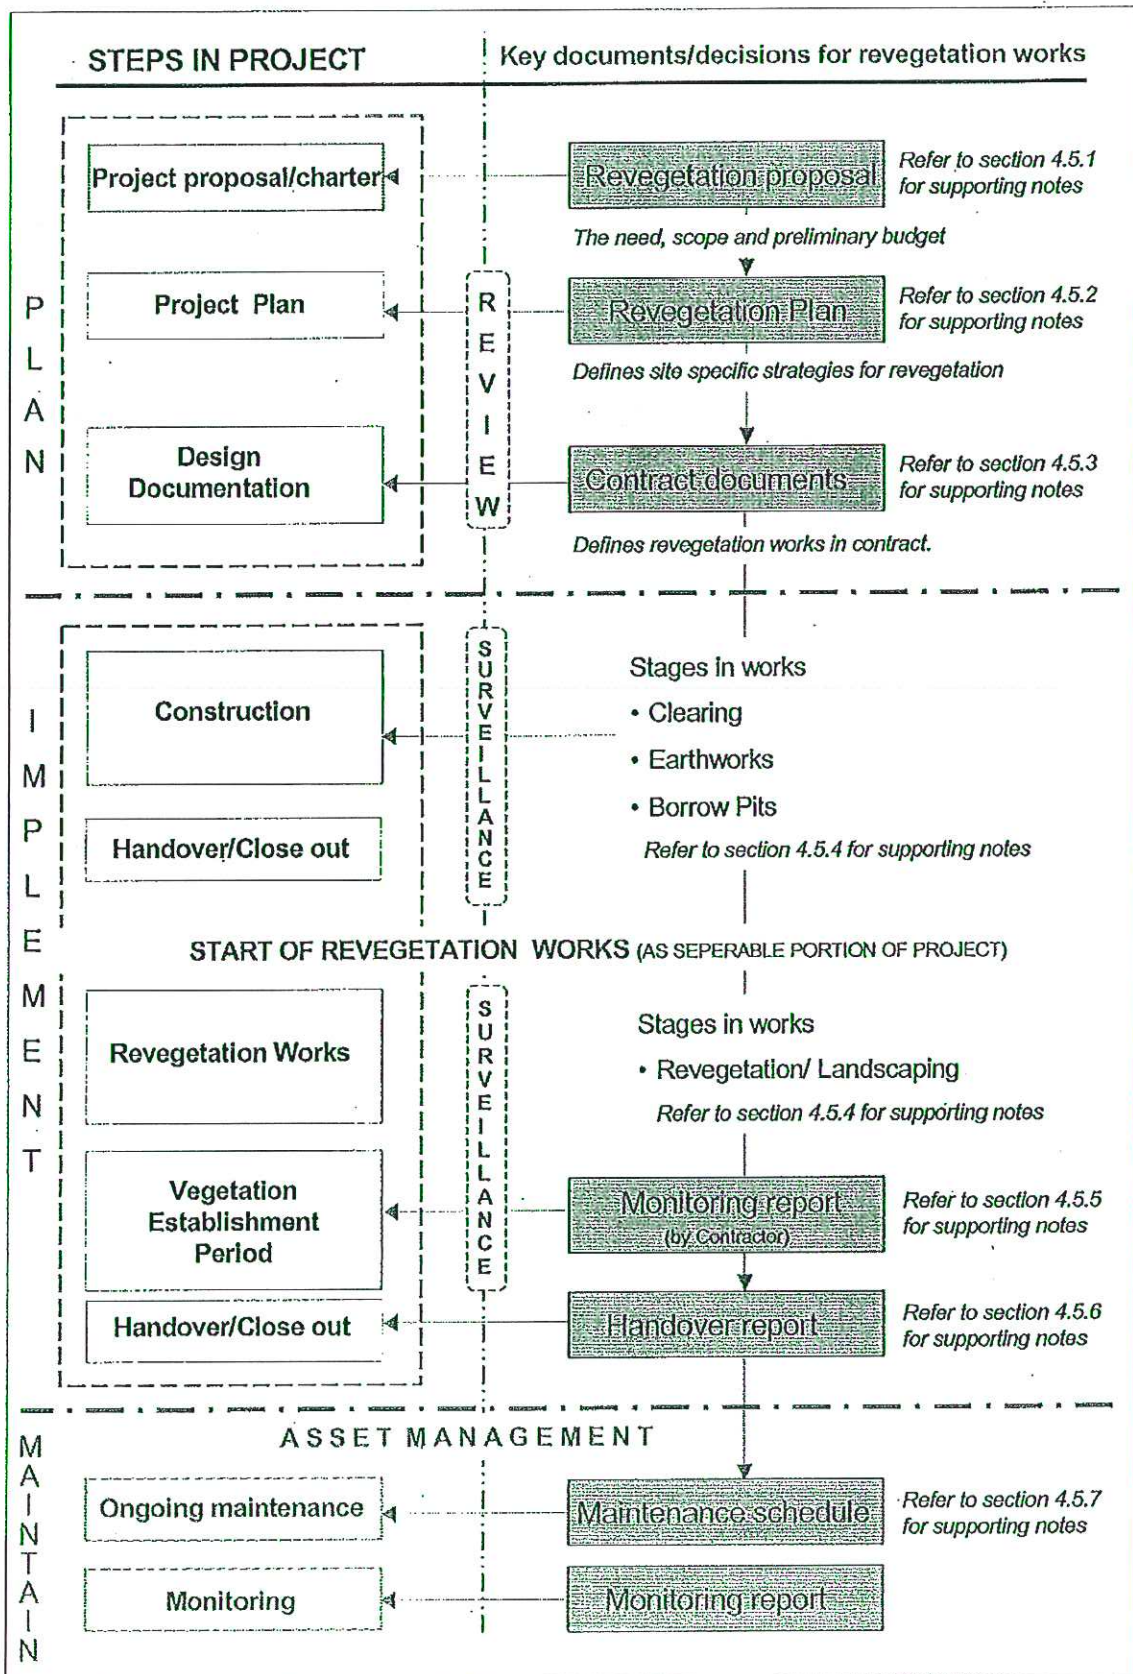 STEPS IN PROJECT
Key documents/decisions for revegetation works
PLAN
Project proposal/charter
Revegetation proposal
Refer to section 4.5.1
for supporting notes
The need, scope and preliminary budget
REVIEW
Project Plan
Revegetation Plan
Refer to section 4.5.2
for supporting notes
Defines site specific strategies for revegetation
Design
Documentation
Contract documents
Refer to section 4.5.3
for supporting notes
Defines revegetation works in contract.
IMPLEMENT
SURVEILLANCE
Construction
Stages in works
• Clearing
• Earthworks
• Borrow Pits
Refer to section 4.5.4 for supporting notes
Handover/Close out
START OF REVEGETATION WORKS (AS SEPERABLE PORTION OF PROJECT)
SURVEILLANCE
Revegetation Works
Stages in works
• Revegetation/ Landscaping
Refer to section 4.5.4 for supporting notes
Vegetation
Establishment
Period
Monitoring report
(by Contractor)
Refer to section 4.5.5
for supporting notes
Handover/Close out
Handover report
Refer to section 4.5.6
for supporting notes
MAINTAIN
ASSET MANAGEMENT
Ongoing maintenance
Maintenance schedule
Refer to section 4.5.7
for supporting notes
Monitoring
Monitoring report